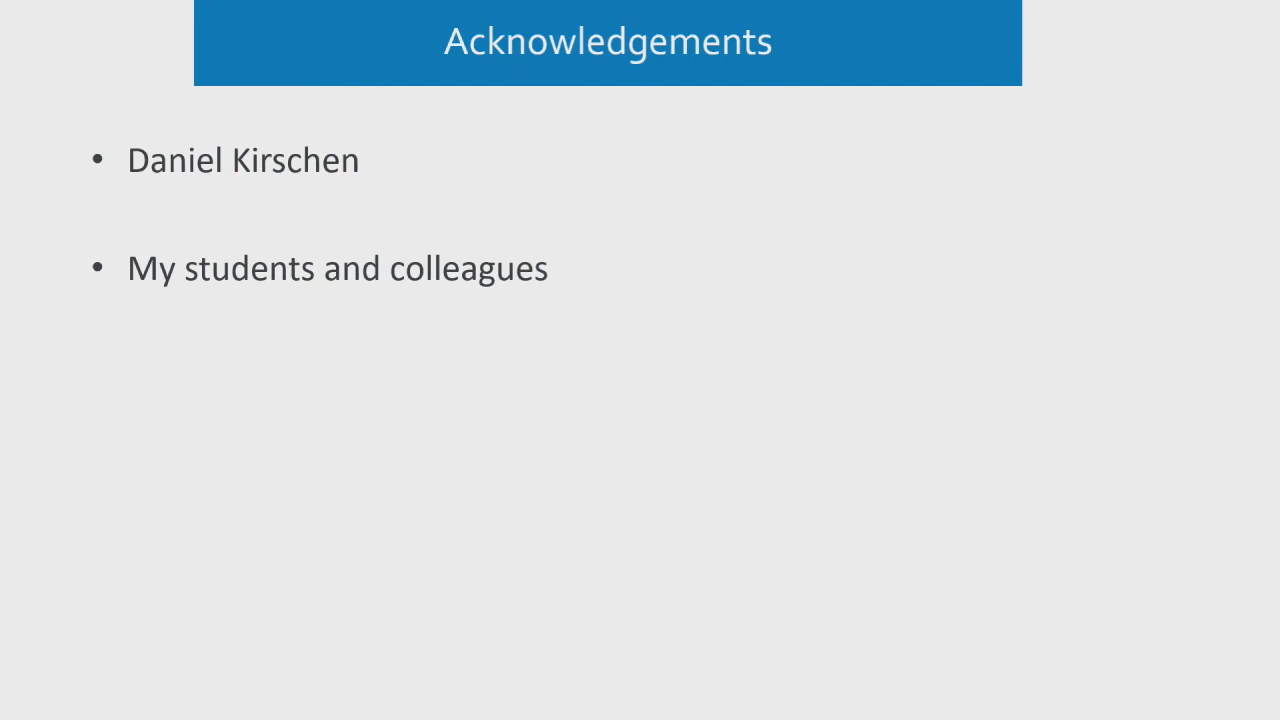 Acknowledgements
• Daniel Kirschen
• My students and colleagues